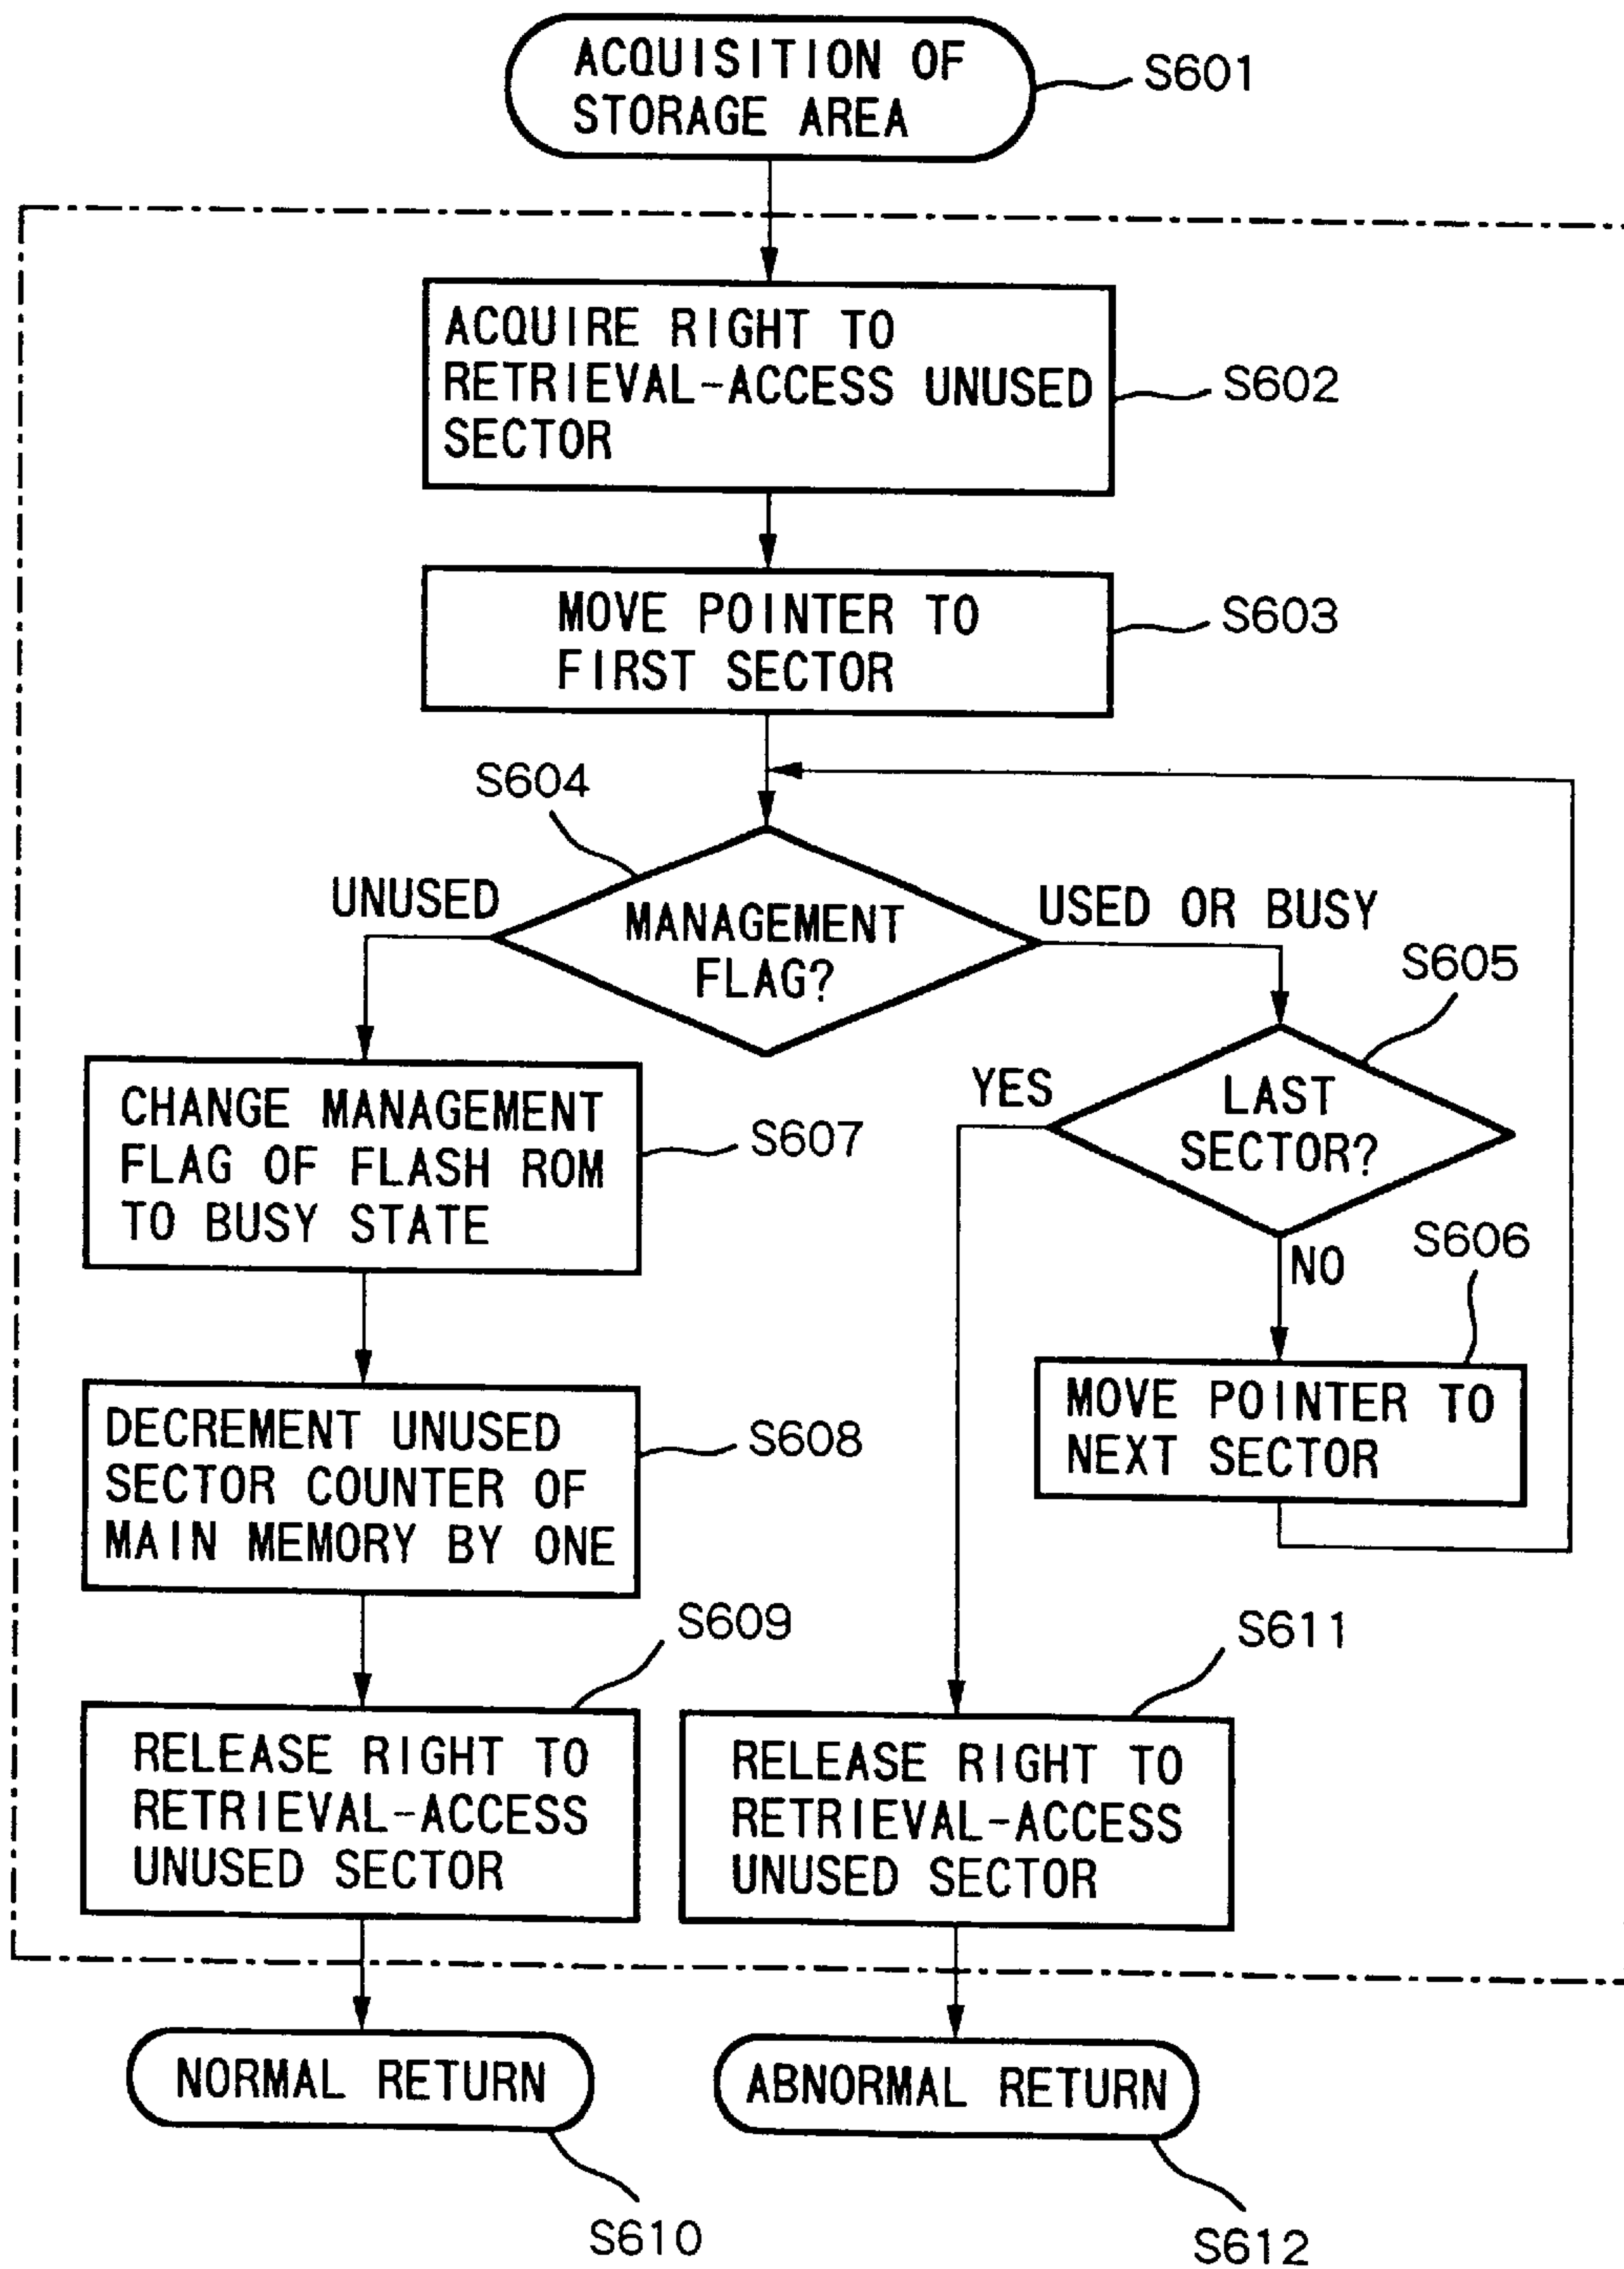 ACQUISITION OF
STORAGE AREA
S601
ACQUIRE RIGHT TO
RETRIEVAL-ACCESS UNUSED
SECTOR
S602
MOVE POINTER TO
FIRST SECTOR
S603
S604
UNUSED
MANAGEMENT
FLAG?
USED OR BUSY
S605
YES
LAST
SECTOR?
NO
S606
MOVE POINTER TO
NEXT SECTOR
CHANGE MANAGEMENT
FLAG OF FLASH ROM
TO BUSY STATE
S607
DECREMENT UNUSED
SECTOR COUNTER OF
MAIN MEMORY BY ONE
S608
S609
RELEASE RIGHT TO
RETRIEVAL-ACCESS
UNUSED SECTOR
S611
RELEASE RIGHT TO
RETRIEVAL-ACCESS
UNUSED SECTOR
NORMAL RETURN
S610
ABNORMAL RETURN
S612